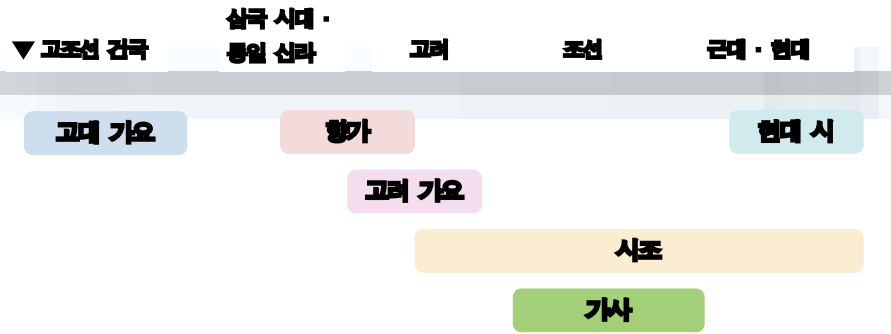 ▼ 고조선 건국
삼국 시대 ·
통일 신라
고려
조선
근대 · 현대
고대 가요
향가
현대 시
고려 가요
시조
가사